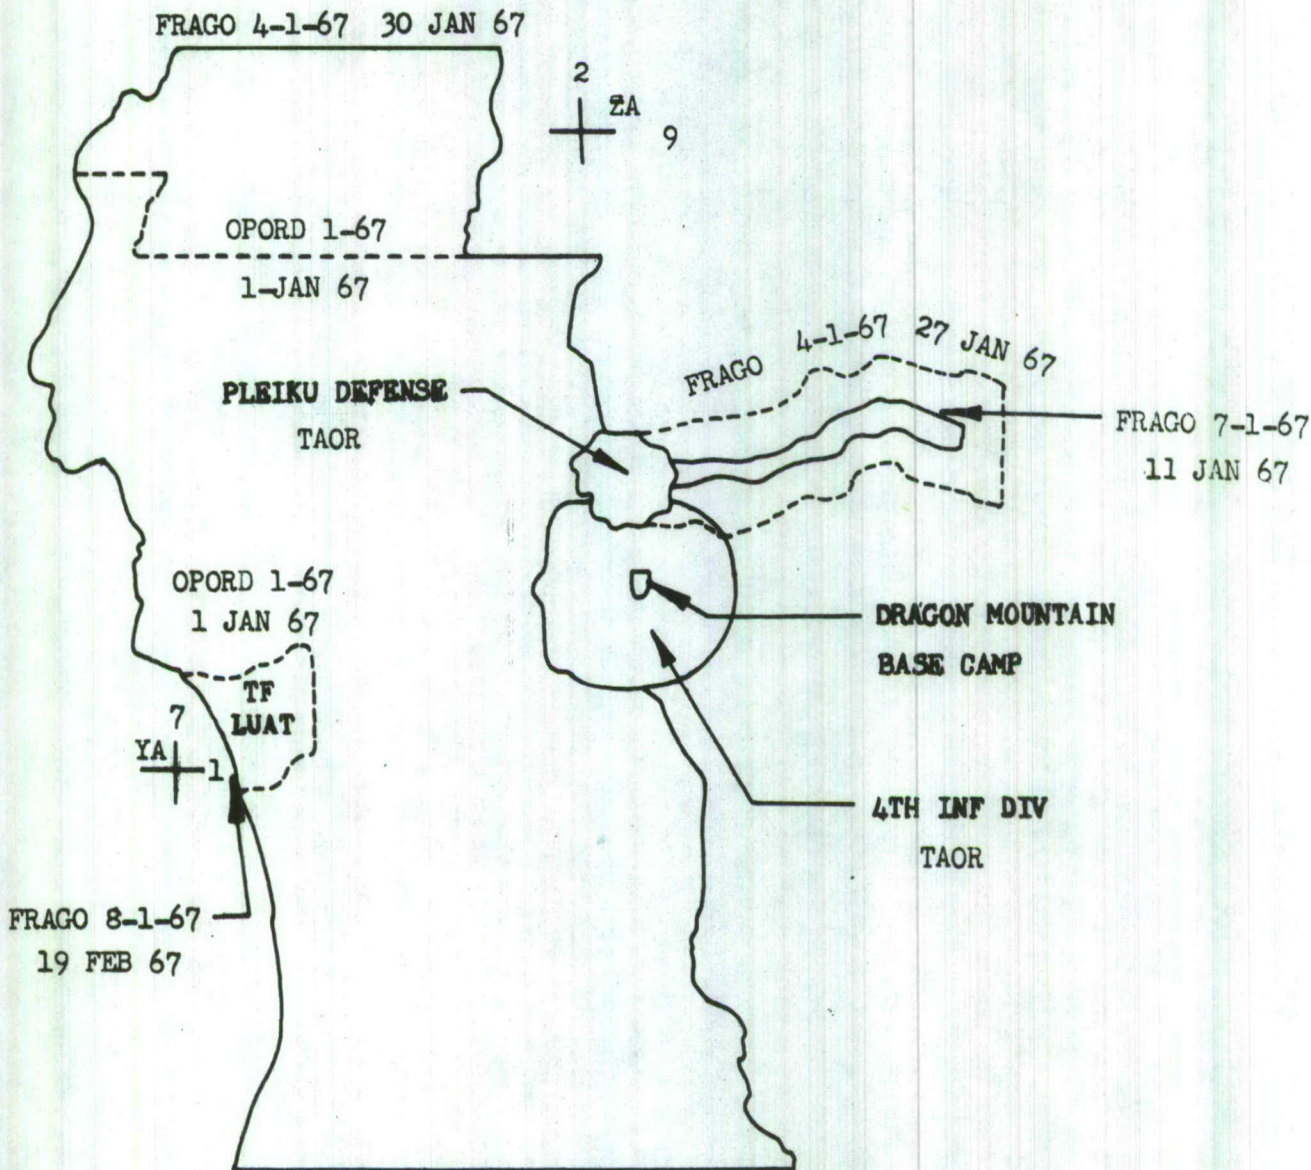 FRAGO 4-1-67 30 JAN 67
2
ZA
9
OPORD 1-67
1-JAN 67
FRAGO 4-1-67 27 JAN 67
PLEIKU DEFENSE
TAOR
FRAGO 7-1-67
11 JAN 67
OPORD 1-67
1 JAN 67
DRAGON MOUNTAIN
BASE CAMP
TF
LUAT
7
YA
1
4TH INF DIV
TAOR
FRAGO 8-1-67
19 FEB 67